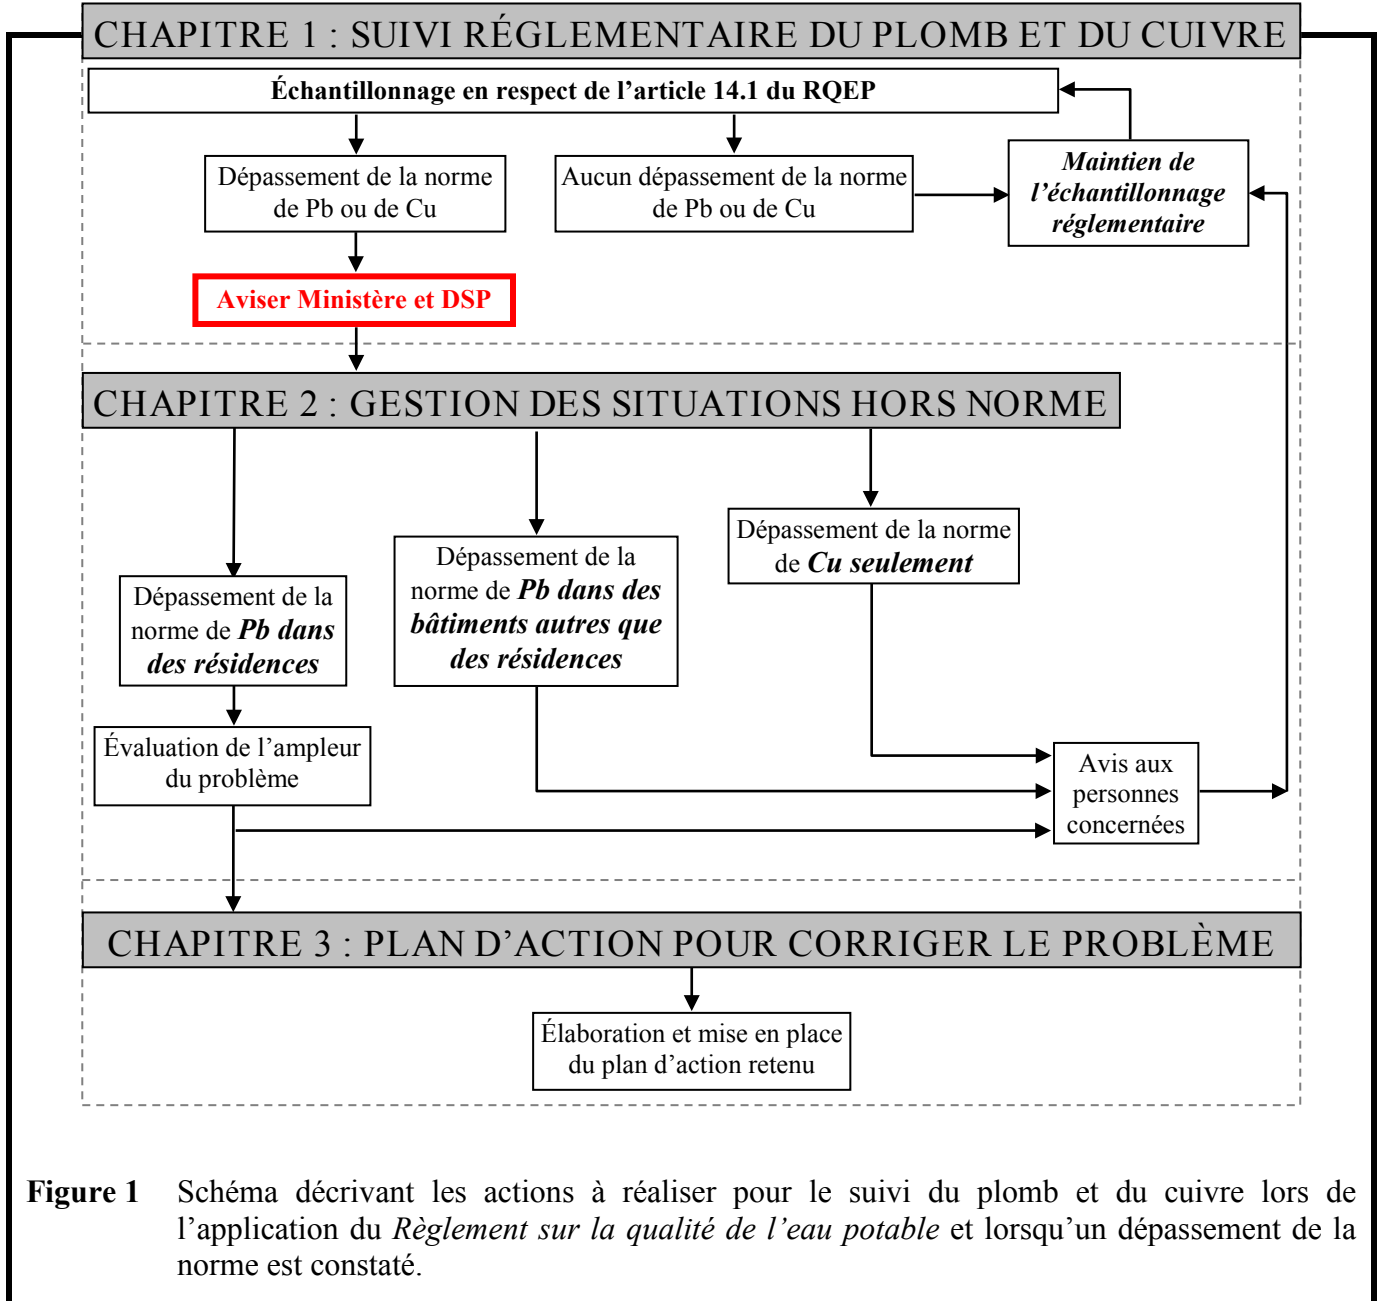 CHAPITRE 1 : SUIVI RÉGLEMENTAIRE DU PLOMB ET DU CUIVRE
Échantillonnage en respect de l’article 14.1 du RQEP
Dépassement de la norme
de Pb ou de Cu
Aucun dépassement de la norme
de Pb ou de Cu
Maintien de
l’échantillonnage
réglementaire
Aviser Ministère et DSP
CHAPITRE 2 : GESTION DES SITUATIONS HORS NORME
Dépassement de la
norme de Pb dans
des résidences
Dépassement de la
norme de Pb dans des
bâtiments autres que
des résidences
Dépassement de la norme
de Cu seulement
Évaluation de l’ampleur
du problème
Avis aux
personnes
concernées
CHAPITRE 3 : PLAN D’ACTION POUR CORRIGER LE PROBLÈME
Élaboration et mise en place
du plan d’action retenu
Figure 1 Schéma décrivant les actions à réaliser pour le suivi du plomb et du cuivre lors de
l’application du Règlement sur la qualité de l’eau potable et lorsqu’un dépassement de la
norme est constaté.